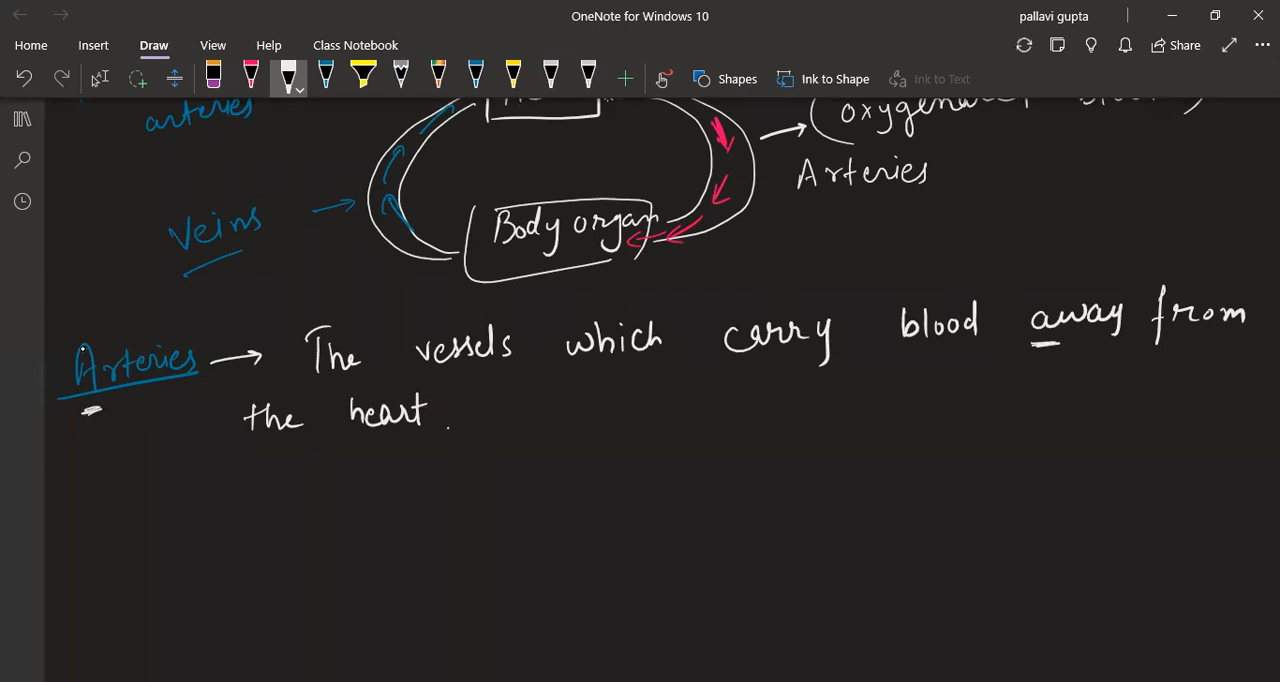 OneNote for Windows 10
pallavi gupta
Home Insert Draw View Help Class Notebook
Share
Shapes Ink to Shape Ink to Text
arteries
Arteries
Veins
Body organ
Arteries → The vessels which carry blood away from
the heart.